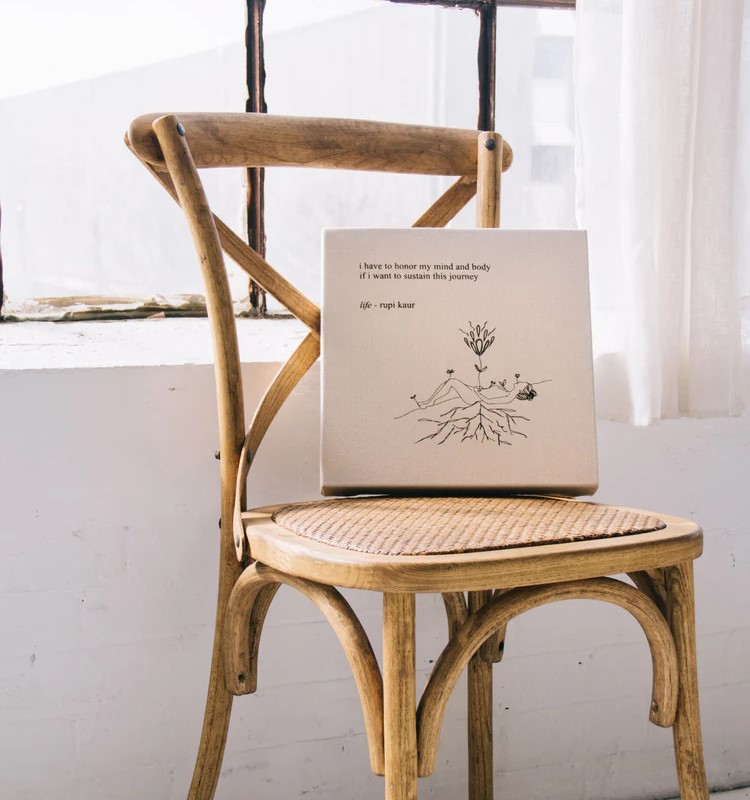 i have to honor my mind and body
if i want to sustain this journey
life - rupi kaur